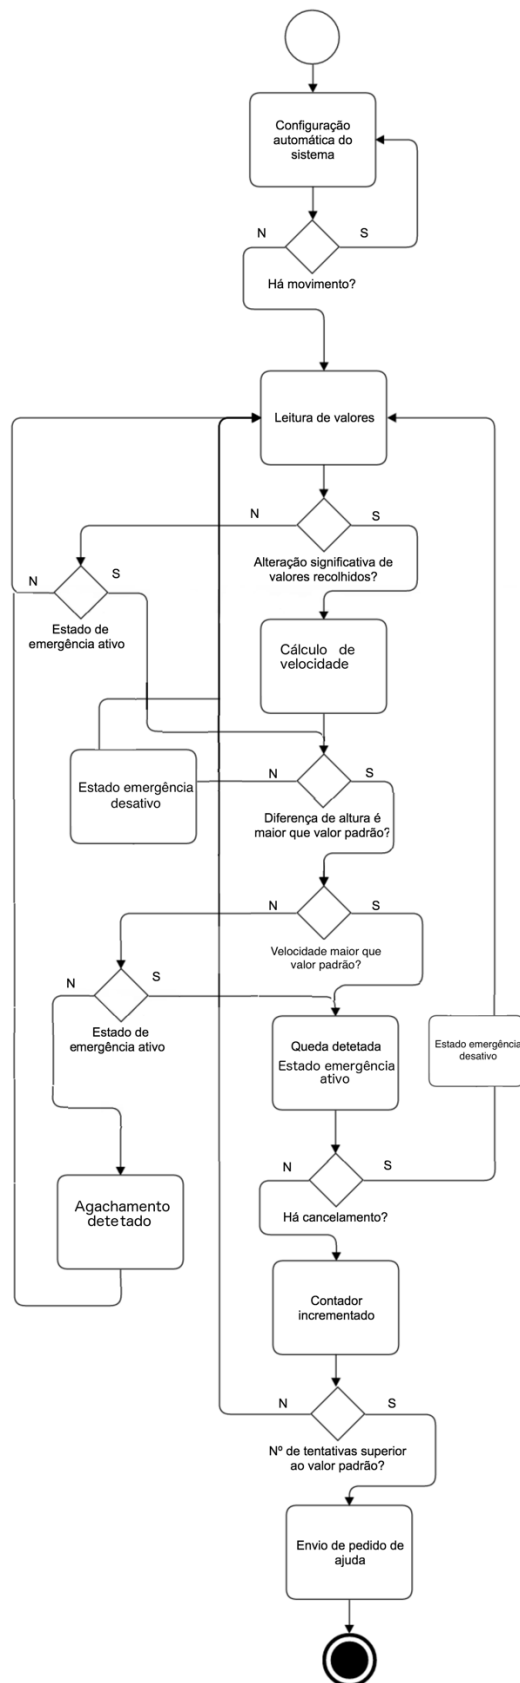 Configuração
automática do
sistema
N
S
Há movimento?
Leitura de valores
N
S
Alteração significativa de
valores recolhidos?
N
S
Estado de
emergência ativo
Cálculo de
velocidade
Estado emergência
desativo
N
S
Diferença de altura é
maior que valor padrão?
N
S
Velocidade maior que
valor padrão?
N
S
Estado de
emergência ativo
Queda detetada
Estado emergência
ativo
Estado emergência
desativo
N
S
Há cancelamento?
Agachamento
detetado
Contador
incrementado
N
S
Nº de tentativas superior
ao valor padrão?
Envio de pedido de
ajuda